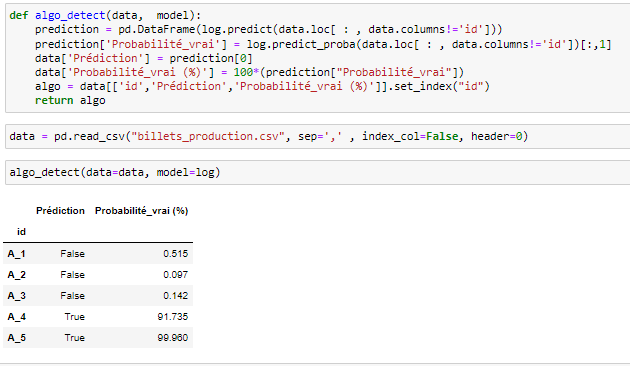 def algo_detect(data,  model):
    prediction = pd.DataFrame(log.predict(data.loc[ : , data.columns!='id']))
    prediction['Probabilité_vrai'] = log.predict_proba(data.loc[ : , data.columns!='id'])[:,1]
    data['Prédiction'] = prediction[0]
    data['Probabilité_vrai (%)'] = 100*(prediction["Probabilité_vrai"])
    algo = data[['id','Prédiction','Probabilité_vrai (%)']].set_index("id")
    return algo
data = pd.read_csv("billets_production.csv", sep=',' , index_col=False, header=0)
algo_detect(data=data, model=log)
Prédiction Probabilité_vrai (%)
id
A_1 False 0.515
A_2 False 0.097
A_3 False 0.142
A_4 True 91.735
A_5 True 99.960